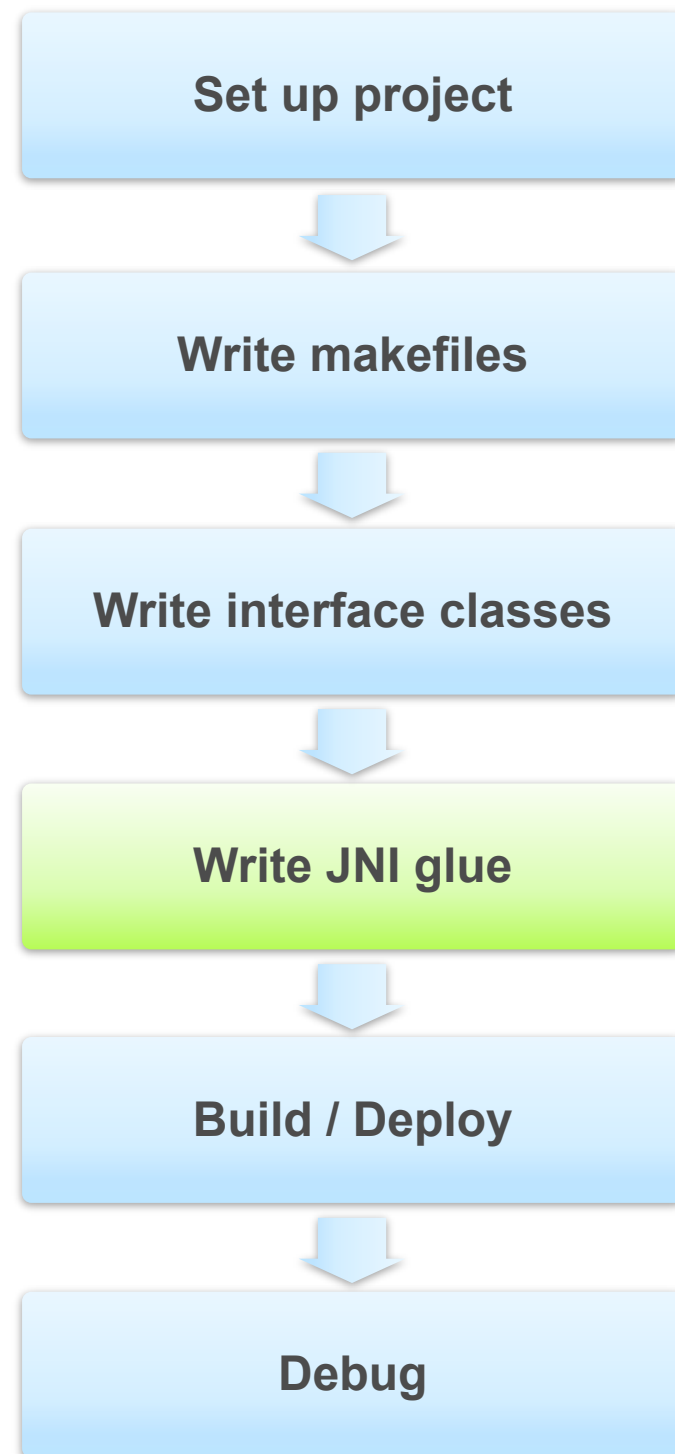 Set up project
Write makefiles
Write interface classes
Write JNI glue
Build / Deploy
Debug